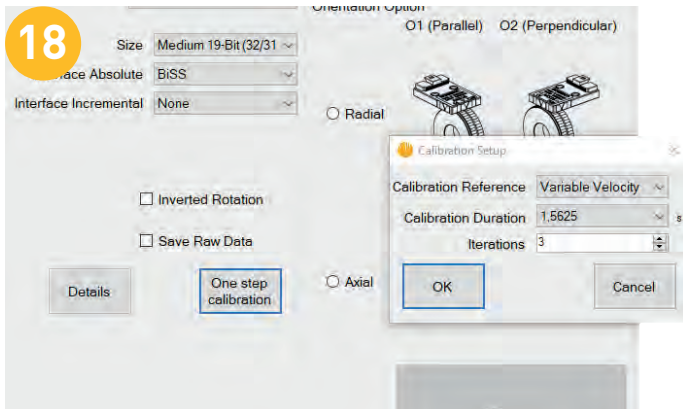 18
Orientation Option
O1 (Parallel) O2 (Perpendicular)
Size Medium 19-Bit (32/31
face Absolute BiSS
Interface Incremental None
Radial
Calibration Setup
Calibration Reference Variable Velocity
Calibration Duration 1.5625 s
Iterations 3
OK Cancel
Inverted Rotation
Save Raw Data
Details One step
calibration
Axial